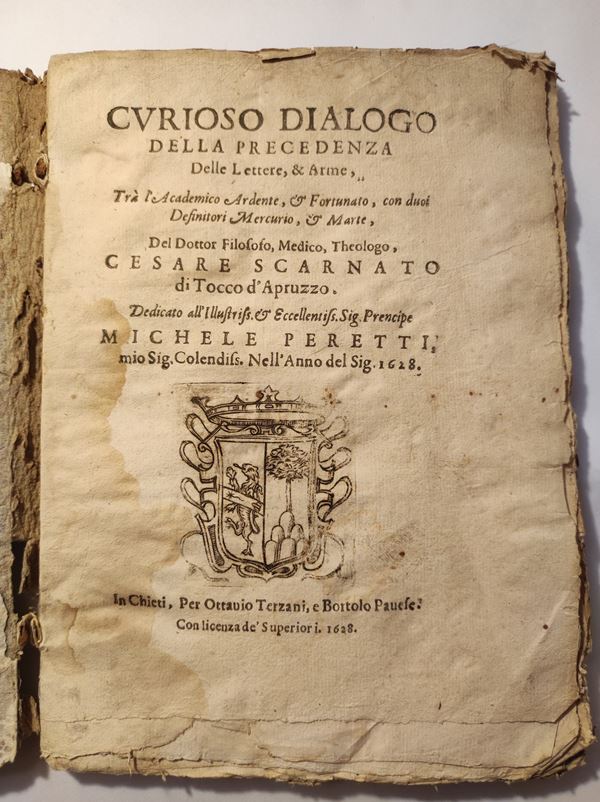 CVRIOSO DIALOGO
DELLA PRECEDENZA
Delle Lettere, & Arme,
Trà l'Academico Ardente, & Fortunato, con duoi
Definitori Mercurio, & Marte,
Del Dottor Filosofo, Medico, Theologo,
CESARE SCARNATO
di Tocco d'Apruzzo.
Dedicato all'Illustriss. & Eccellentiss. Sig. Prencipe
MICHELE PERETTI,
mio Sig. Colendiss. Nell'Anno del Sig. 1628.
In Chieti, Per Ottauio Terzani, e Bortolo Pauese.
Con licenza de' Superiori. 1628.